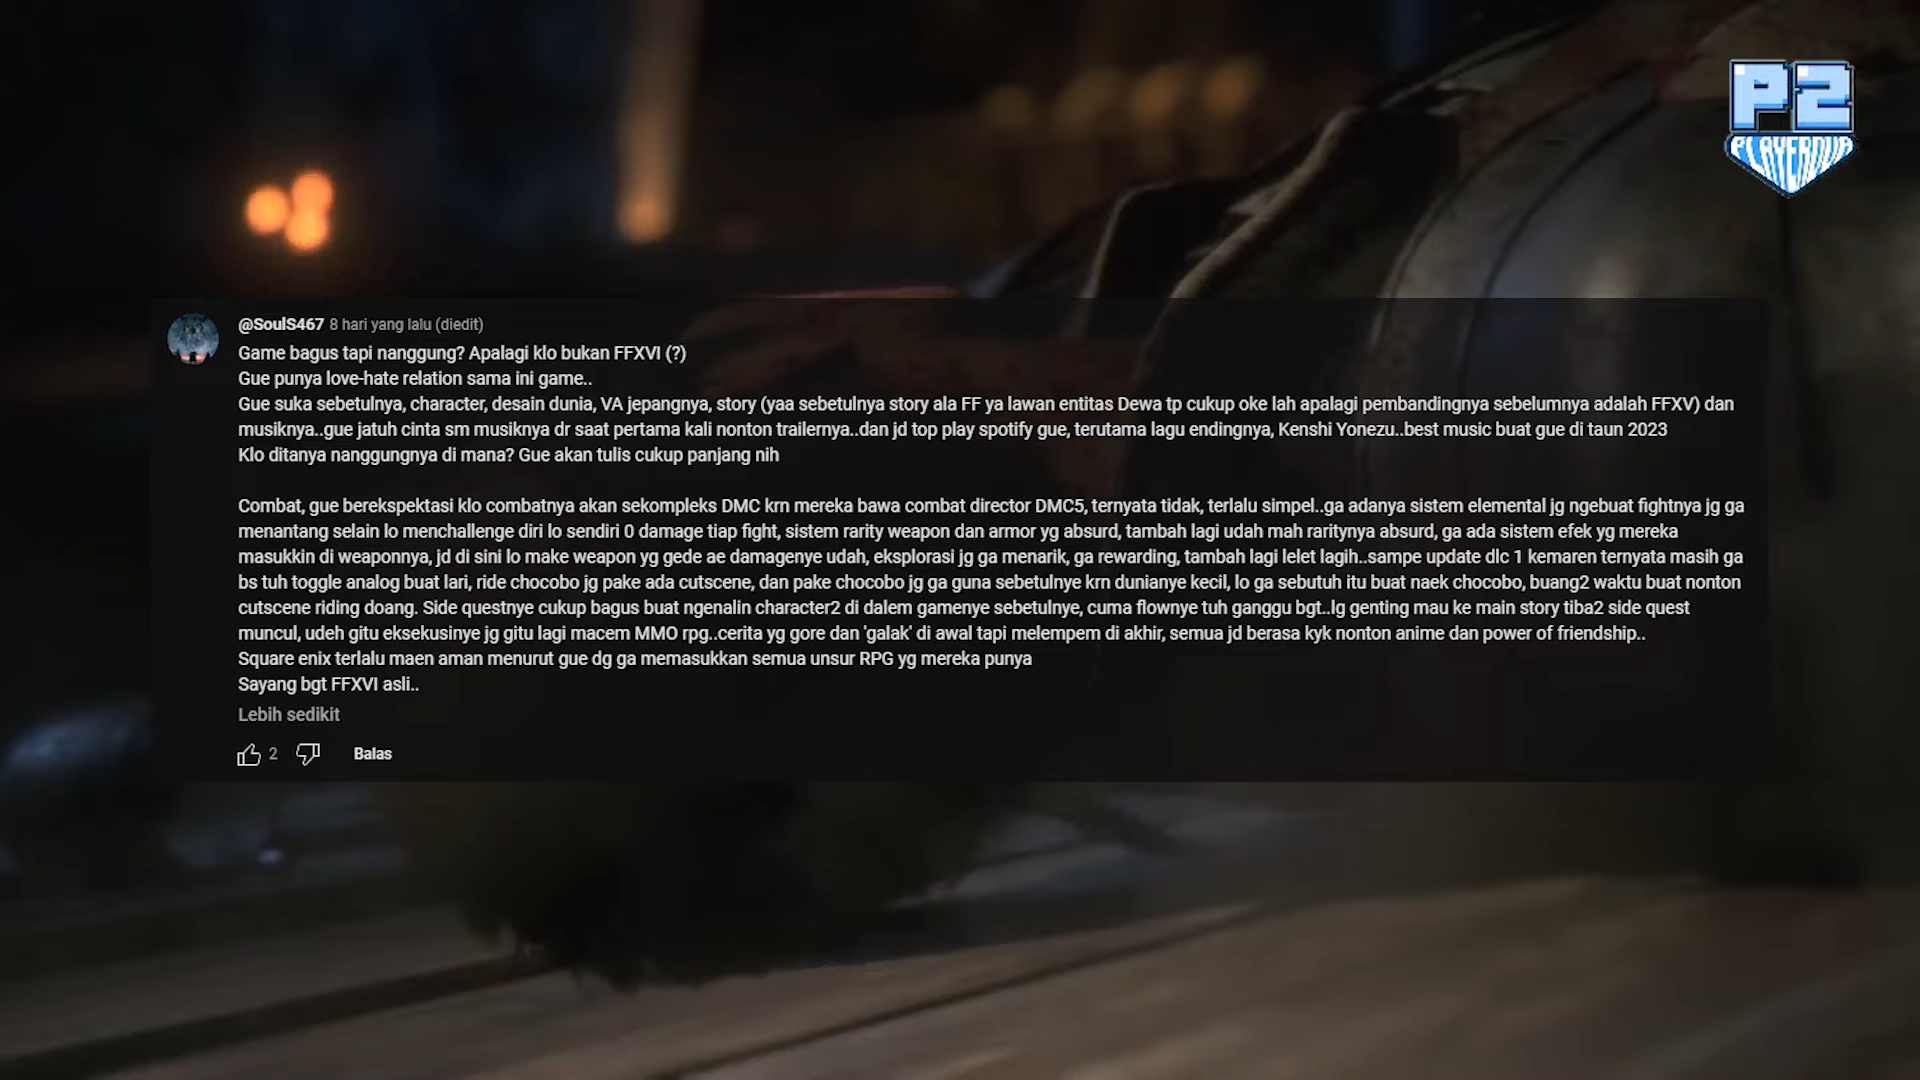 P2
PLAYERDUA
@SoulS467 8 hari yang lalu (diedit)
Game bagus tapi nanggung? Apalagi klo bukan FFXVI (?)
Gue punya love-hate relation sama ini game..
Gue suka sebetulnya, character, desain dunia, VA jepangnya, story (yaa sebetulnya story ala FF ya lawan entitas Dewa tp cukup oke lah apalagi pembandingnya sebelumnya adalah FFXV) dan
musiknya..gue jatuh cinta sm musiknya dr saat pertama kali nonton trailernya..dan jd top play spotify gue, terutama lagu endingnya, Kenshi Yonezu..best music buat gue di taun 2023
Klo ditanya nanggungnya di mana? Gue akan tulis cukup panjang nih
Combat, gue berekspektasi klo combatnya akan sekompleks DMC krn mereka bawa combat director DMC5, ternyata tidak, terlalu simpel..ga adanya sistem elemental jg ngebuat fightnya jg ga
menantang selain lo menchallenge diri lo sendiri 0 damage tiap fight, sistem rarity weapon dan armor yg absurd, tambah lagi udah mah raritynya absurd, ga ada sistem efek yg mereka
masukkin di weaponnya, jd di sini lo make weapon yg gede ae damagenye udah, eksplorasi jg ga menarik, ga rewarding, tambah lagi lelet lagih..sampe update dlc 1 kemaren ternyata masih ga
bs tuh toggle analog buat lari, ride chocobo jg pake ada cutscene, dan pake chocobo jg ga guna sebetulnye krn dunianye kecil, lo ga sebutuh itu buat naek chocobo, buang2 waktu buat nonton
cutscene riding doang. Side questnye cukup bagus buat ngenalin character2 di dalem gamenye sebetulnye, cuma flownye tuh ganggu bgt..lg genting mau ke main story tiba2 side quest
muncul, udeh gitu eksekusinye jg gitu lagi macem MMO rpg..cerita yg gore dan 'galak' di awal tapi melempem di akhir, semua jd berasa kyk nonton anime dan power of friendship..
Square enix terlalu maen aman menurut gue dg ga memasukkan semua unsur RPG yg mereka punya
Sayang bgt FFXVI asli..
Lebih sedikit
2 Balas